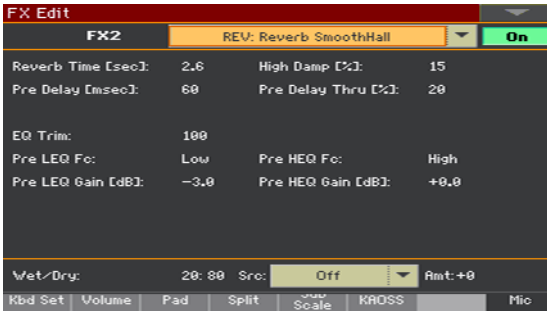 FX Edit
FX2 REV: Reverb SmoothHall On
Reverb Time [sec]: 2.6 High Damp [%]: 15
Pre Delay [msec]: 60 Pre Delay Thru [%]: 20
EQ Trim: 100
Pre LEQ Fc: Low Pre HEQ Fc: High
Pre LEQ Gain [dB]: -3.0 Pre HEQ Gain [dB]: +0.0
Wet/Dry: 20:80 Src: Off Amt:+0
Kbd Set Volume Pad Split Sub Scale KAOSS Mic